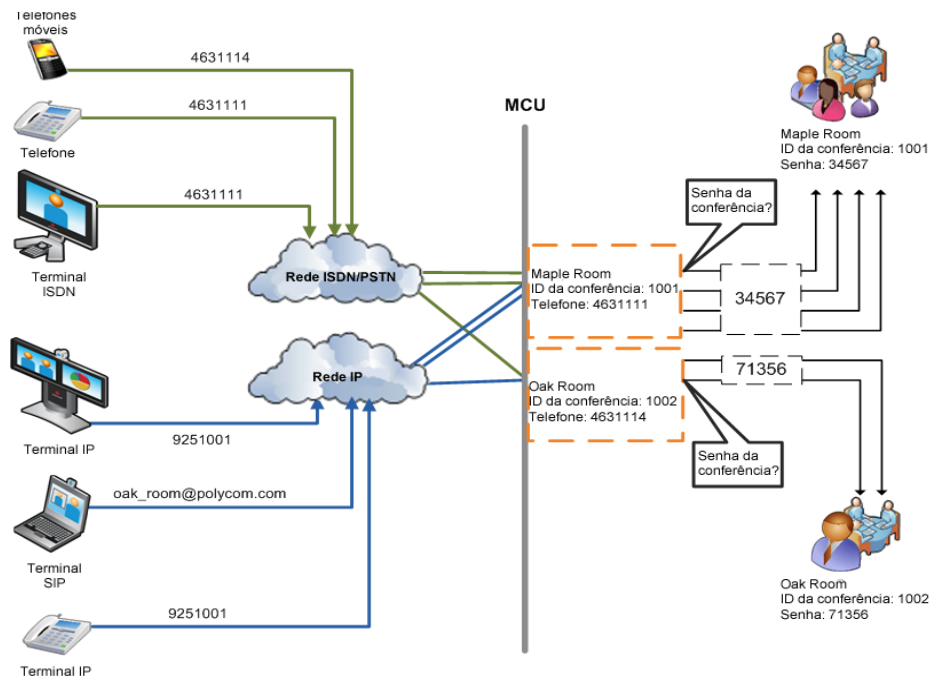 Telefones
móveis
4631114
4631111
Telefone
4631111
Terminal
ISDN
Rede ISDN/PSTN
Rede IP
Terminal IP
9251001
oak_room@polycom.com
Terminal
SIP
9251001
Terminal IP
MCU
Maple Room
ID da conferência: 1001
Telefone: 4631111
Oak Room
ID da conferência: 1002
Telefone: 4631114
Senha da
conferência?
34567
71356
Senha da
conferência?
Maple Room
ID da conferência: 1001
Senha: 34567
Oak Room
ID da conferência: 1002
Senha: 71356